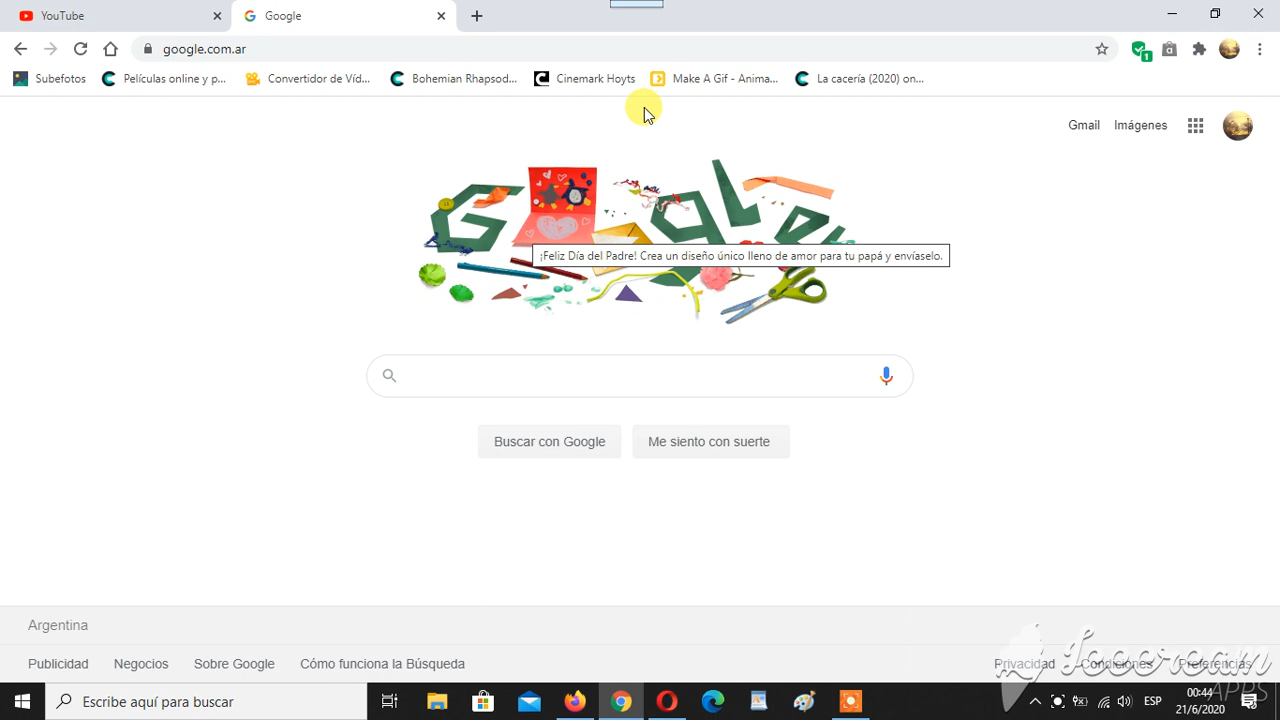 YouTube
Google
google.com.ar
Subefotos
Películas online y p...
Convertidor de Víd...
Bohemian Rhapsod...
Cinemark Hoyts
Make A Gif - Anima...
La cacería (2020) on...
1
Gmail
Imágenes
¡Feliz Día del Padre! Crea un diseño único lleno de amor para tu papá y envíaselo.
Buscar con Google
Me siento con suerte
Argentina
Publicidad
Negocios
Sobre Google
Cómo funciona la Búsqueda
Privacidad
Condiciones
Preferencias
APPS
Escribe aquí para buscar
ESP
00:44
21/6/2020